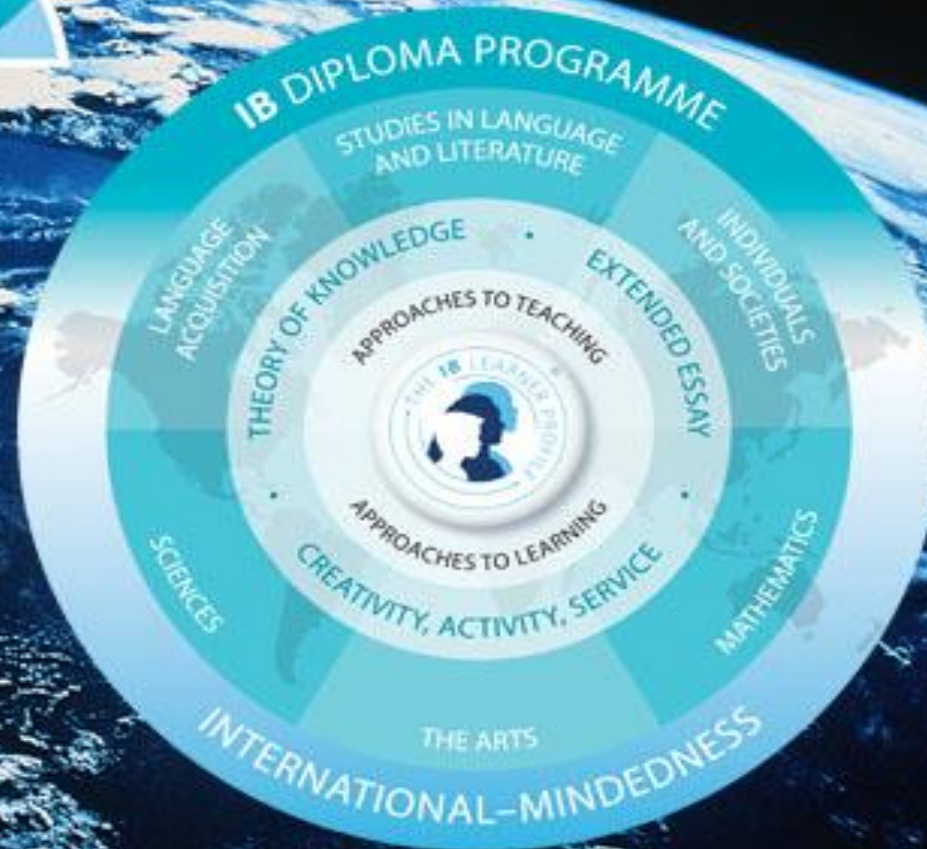 IB DIPLOMA PROGRAMME
STUDIES IN LANGUAGE
AND LITERATURE
LANGUAGE
ACQUISITION
INDIVIDUALS
AND SOCIETIES
THEORY OF KNOWLEDGE
EXTENDED ESSAY
APPROACHES TO TEACHING
THE IB LEARNER PROFILE
APPROACHES TO LEARNING
CREATIVITY, ACTIVITY, SERVICE
SCIENCES
MATHEMATICS
THE ARTS
INTERNATIONAL–MINDEDNESS